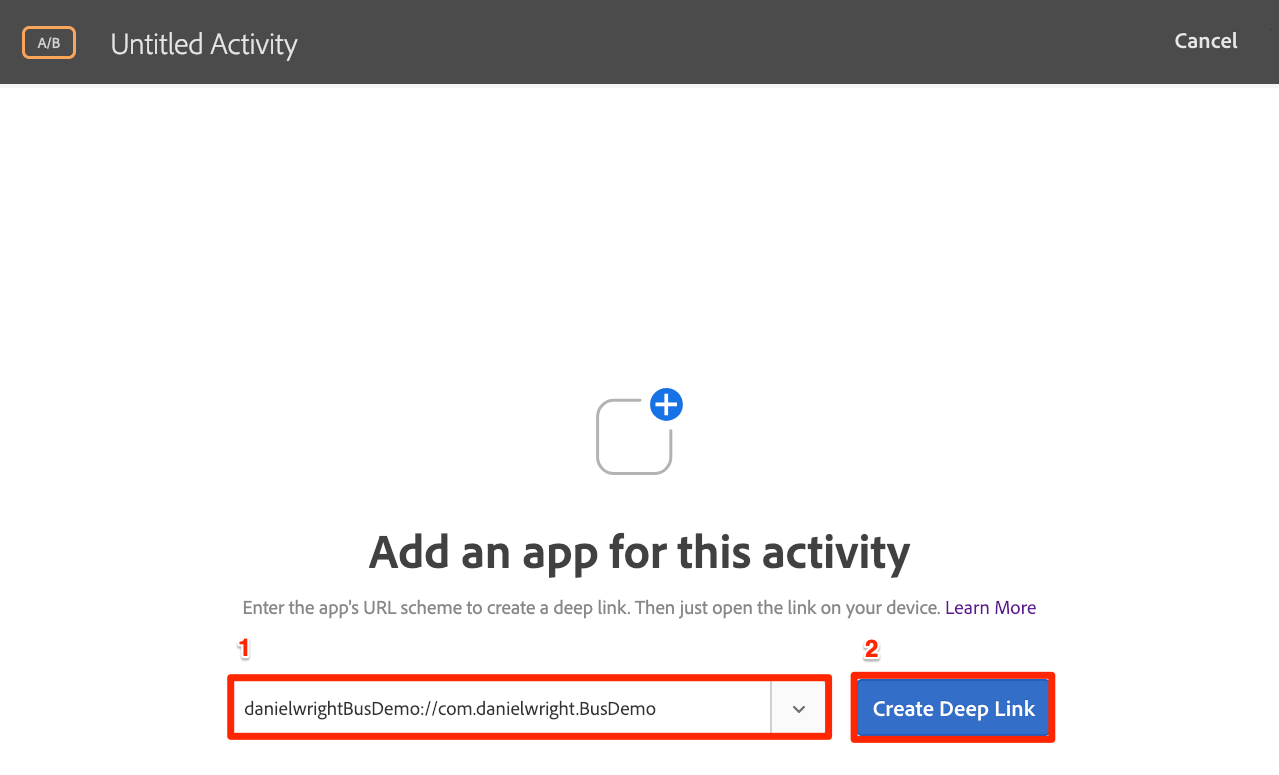 A/B
Untitled Activity
Cancel
Add an app for this activity
Enter the app's URL scheme to create a deep link. Then just open the link on your device. Learn More
1
2
danielwrightBusDemo://com.danielwright.BusDemo
Create Deep Link